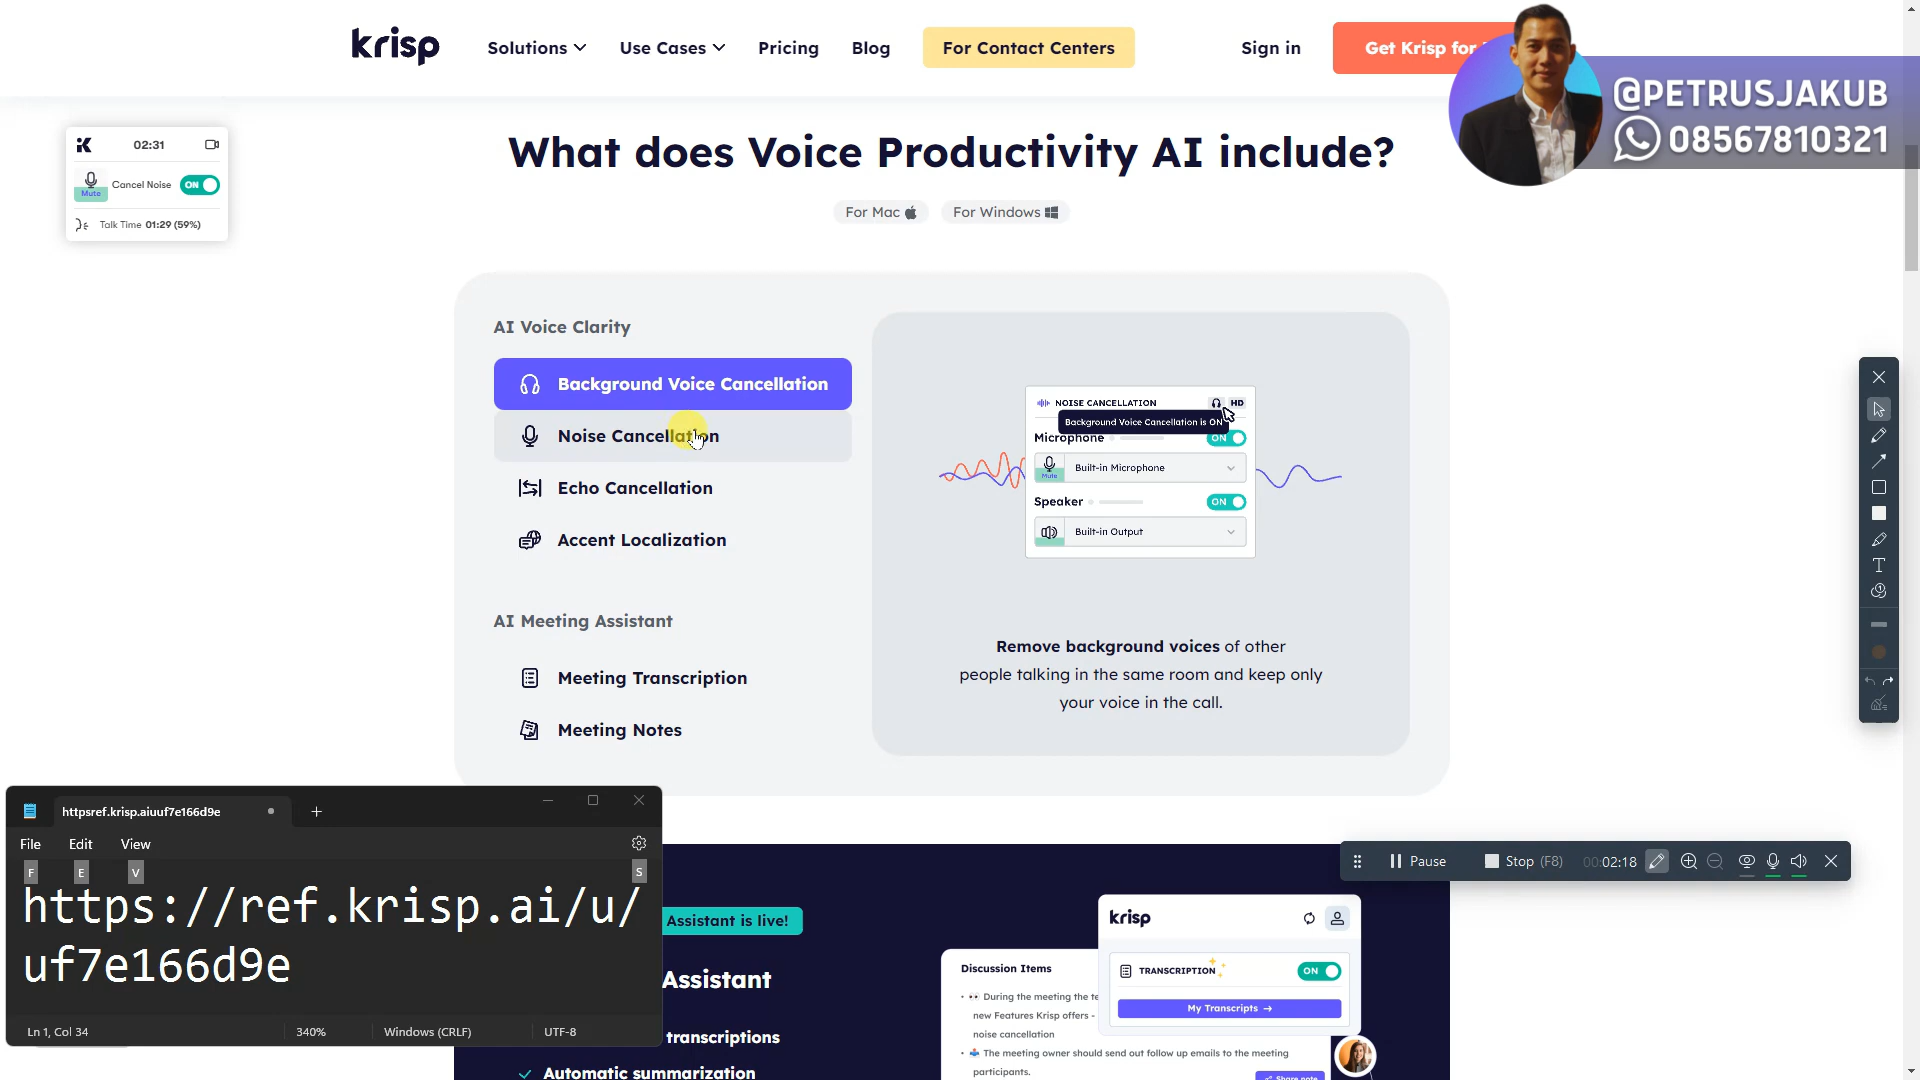 krisp
Solutions
Use Cases
Pricing
Blog
For Contact Centers
Sign in
Get Krisp for
@PETRUSJAKUB
08567810321
02:31
Mute
Cancel Noise
ON
Talk Time 01:29 (59%)
What does Voice Productivity AI include?
For Mac
For Windows
AI Voice Clarity
Background Voice Cancellation
Noise Cancellation
Echo Cancellation
Accent Localization
AI Meeting Assistant
Meeting Transcription
Meeting Notes
NOISE CANCELLATION
HD
Background Voice Cancellation is ON
Microphone
ON
Mute
Built-in Microphone
Speaker
ON
Built-in Output
Remove background voices of other
people talking in the same room and keep only
your voice in the call.
httpsref.krisp.aiuuf7e166d9e
File
Edit
View
F
E
V
S
https://ref.krisp.ai/u/
uf7e166d9e
Ln 1, Col 34
340%
Windows (CRLF)
UTF-8
Pause
Stop (F8)
00:02:18
Assistant is live!
Assistant
transcriptions
Automatic summarization
krisp
TRANSCRIPTION
ON
My Transcripts →
Discussion Items
During the meeting the te
new Features Krisp offers -
noise cancellation
The meeting owner should send out follow up emails to the meeting
participants.
Share note